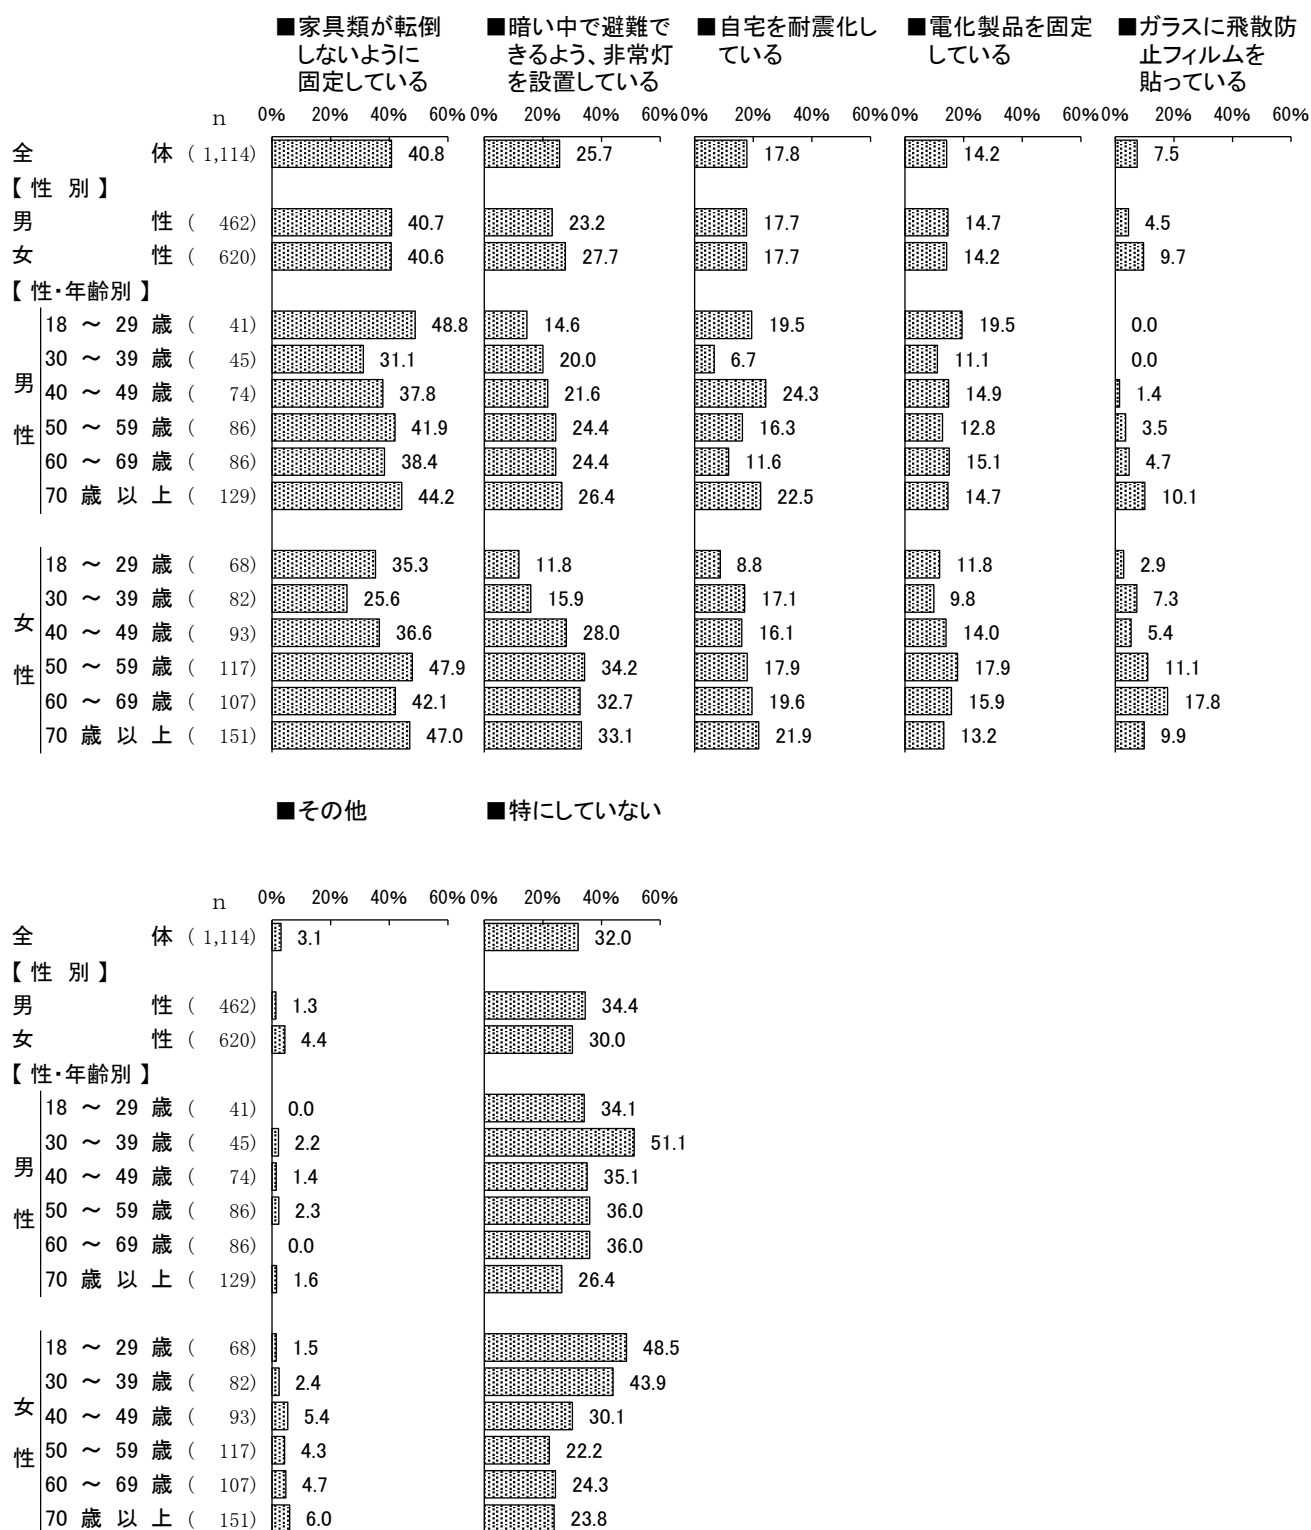 ■家具類が転倒 ■暗い中で避難で ■自宅を耐震化し ■電化製品を固定 ■ガラスに飛散防
しないように きるよう、非常灯 ている している 止フィルムを
固定している を設置している 貼っている
n 0% 20% 40% 60% 0% 20% 40% 60% 0% 20% 40% 60% 0% 20% 40% 60% 0% 20% 40% 60%
全 体 ( 1,114) 40.8 25.7 17.8 14.2 7.5
【 性 別 】
男 性 ( 462) 40.7 23.2 17.7 14.7 4.5
女 性 ( 620) 40.6 27.7 17.7 14.2 9.7
【 性・年齢別 】
男性
18 ～ 29 歳 ( 41) 48.8 14.6 19.5 19.5 0.0
30 ～ 39 歳 ( 45) 31.1 20.0 6.7 11.1 0.0
40 ～ 49 歳 ( 74) 37.8 21.6 24.3 14.9 1.4
50 ～ 59 歳 ( 86) 41.9 24.4 16.3 12.8 3.5
60 ～ 69 歳 ( 86) 38.4 24.4 11.6 15.1 4.7
70 歳 以 上 ( 129) 44.2 26.4 22.5 14.7 10.1
女性
18 ～ 29 歳 ( 68) 35.3 11.8 8.8 11.8 2.9
30 ～ 39 歳 ( 82) 25.6 15.9 17.1 9.8 7.3
40 ～ 49 歳 ( 93) 36.6 28.0 16.1 14.0 5.4
50 ～ 59 歳 ( 117) 47.9 34.2 17.9 17.9 11.1
60 ～ 69 歳 ( 107) 42.1 32.7 19.6 15.9 17.8
70 歳 以 上 ( 151) 47.0 33.1 21.9 13.2 9.9
■その他 ■特にしていない
n 0% 20% 40% 60% 0% 20% 40% 60%
全 体 ( 1,114) 3.1 32.0
【 性 別 】
男 性 ( 462) 1.3 34.4
女 性 ( 620) 4.4 30.0
【 性・年齢別 】
男性
18 ～ 29 歳 ( 41) 0.0 34.1
30 ～ 39 歳 ( 45) 2.2 51.1
40 ～ 49 歳 ( 74) 1.4 35.1
50 ～ 59 歳 ( 86) 2.3 36.0
60 ～ 69 歳 ( 86) 0.0 36.0
70 歳 以 上 ( 129) 1.6 26.4
女性
18 ～ 29 歳 ( 68) 1.5 48.5
30 ～ 39 歳 ( 82) 2.4 43.9
40 ～ 49 歳 ( 93) 5.4 30.1
50 ～ 59 歳 ( 117) 4.3 22.2
60 ～ 69 歳 ( 107) 4.7 24.3
70 歳 以 上 ( 151) 6.0 23.8